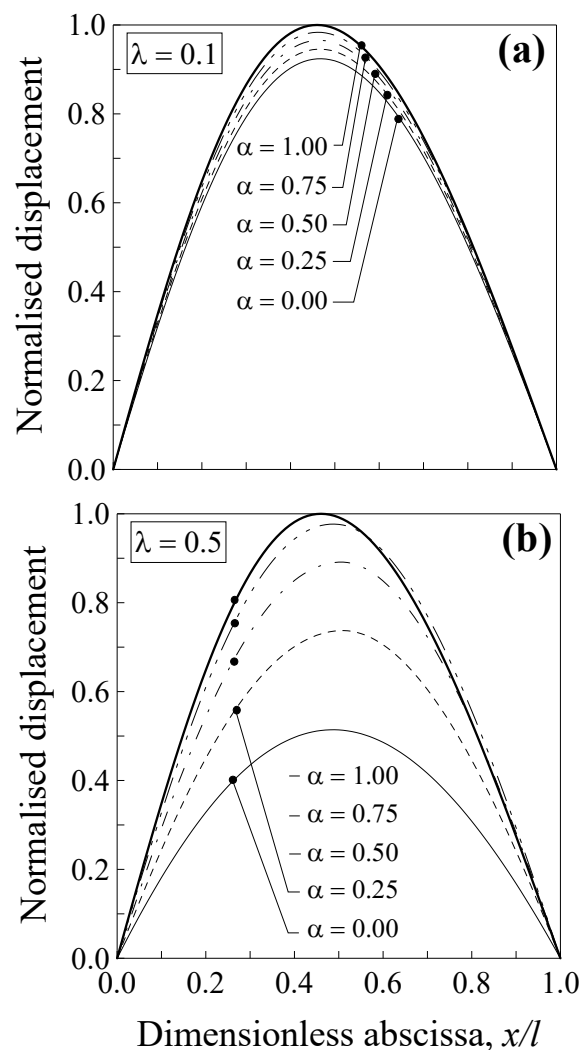 1.0
λ = 0.1
(a)
0.8
α = 1.00
α = 0.75
0.6
α = 0.50
α = 0.25
0.4
α = 0.00
0.2
0.0
Normalised displacement
1.0
λ = 0.5
(b)
0.8
0.6
0.4
α = 1.00
α = 0.75
α = 0.50
0.2
α = 0.25
α = 0.00
0.0
Normalised displacement
0.0 0.2 0.4 0.6 0.8 1.0
Dimensionless abscissa, x/l